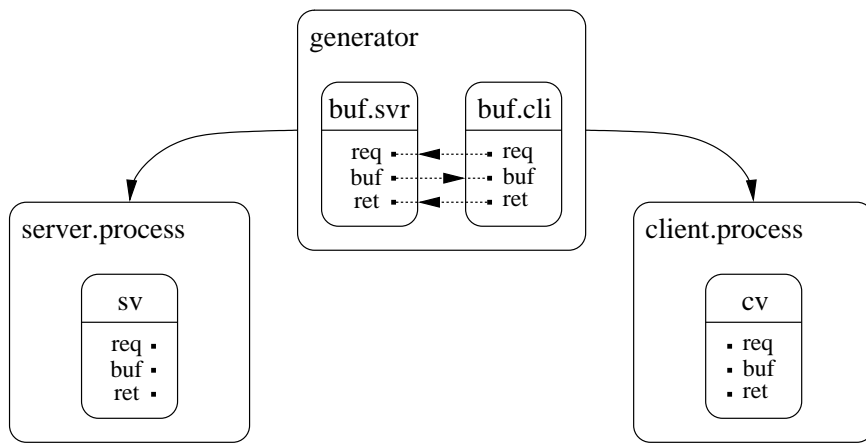 generator
buf.svr
buf.cli
req
req
buf
buf
ret
ret
server.process
sv
req
buf
ret
client.process
cv
req
buf
ret